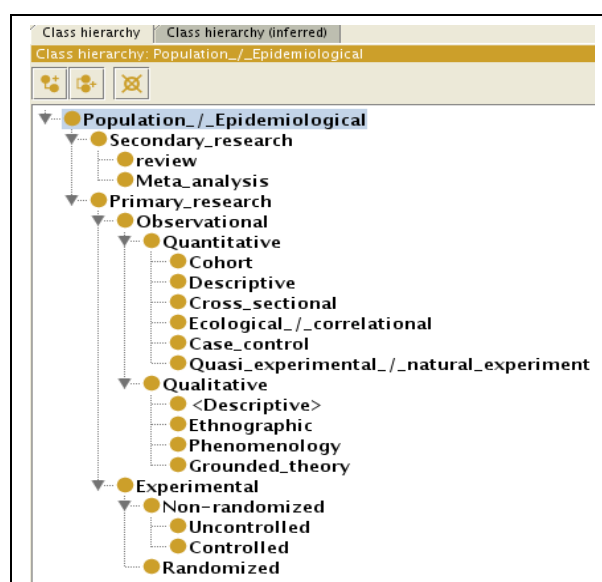 Class hierarchy Class hierarchy (inferred)
Class hierarchy: Population_/_Epidemiological
Population_/_Epidemiological
Secondary_research
review
Meta_analysis
Primary_research
Observational
Quantitative
Cohort
Descriptive
Cross_sectional
Ecological_/_correlational
Case_control
Quasi_experimental_/_natural_experiment
Qualitative
<Descriptive>
Ethnographic
Phenomenology
Grounded_theory
Experimental
Non-randomized
Uncontrolled
Controlled
Randomized